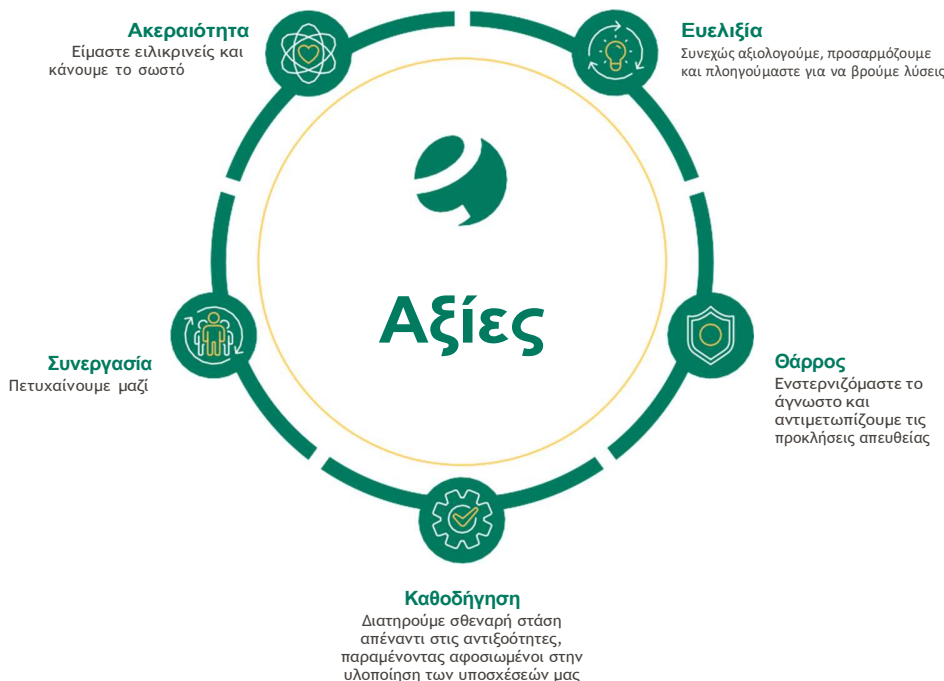 Ακεραιότητα
Είμαστε ειλικρινείς και
κάνουμε το σωστό
Ευελιξία
Συνεχώς αξιολογούμε, προσαρμόζουμε
και πλοηγούμαστε για να βρούμε λύσεις
Αξίες
Συνεργασία
Πετυχαίνουμε μαζί
Θάρρος
Ενστερνιζόμαστε το
άγνωστο και
αντιμετωπίζουμε τις
προκλήσεις απευθείας
Καθοδήγηση
Διατηρούμε σθεναρή στάση
απέναντι στις αντιξοότητες,
παραμένοντας αφοσιωμένοι στην
υλοποίηση των υποσχέσεών μας